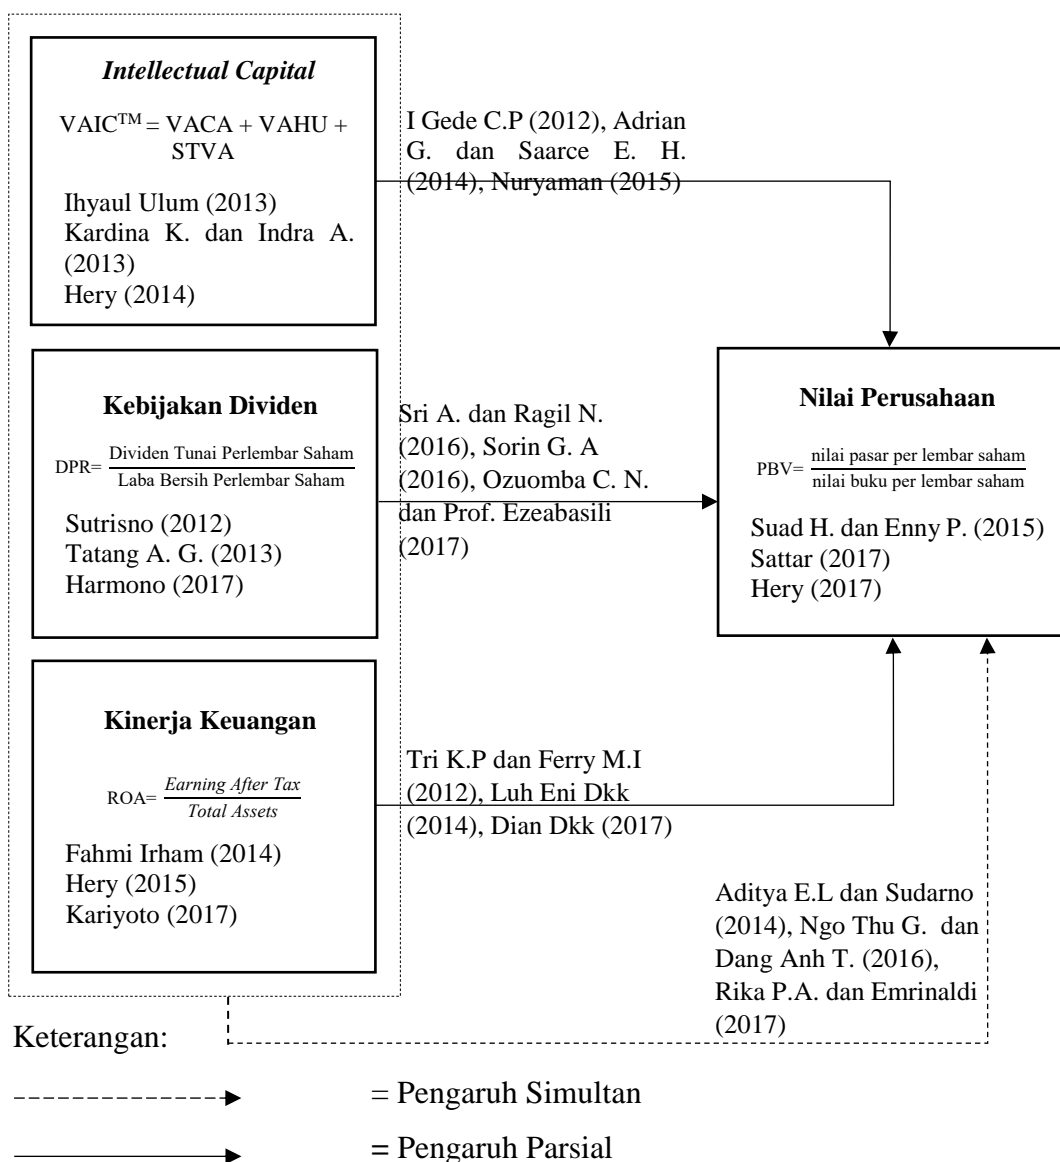 Intellectual Capital
VAIC™ = VACA + VAHU +
STVA
Ihyaul Ulum (2013)
Kardina K. dan Indra A.
(2013)
Hery (2014)
I Gede C.P (2012), Adrian
G. dan Saarce E. H.
(2014), Nuryaman (2015)
Kebijakan Dividen
DPR= Dividen Tunai Perlembar Saham
Laba Bersih Perlembar Saham
Sutrisno (2012)
Tatang A. G. (2013)
Harmono (2017)
Sri A. dan Ragil N.
(2016), Sorin G. A
(2016), Ozuomba C. N.
dan Prof. Ezeabasili
(2017)
Nilai Perusahaan
PBV= nilai pasar per lembar saham
nilai buku per lembar saham
Suad H. dan Enny P. (2015)
Sattar (2017)
Hery (2017)
Kinerja Keuangan
ROA= Earning After Tax
Total Assets
Fahmi Irham (2014)
Hery (2015)
Kariyoto (2017)
Tri K.P dan Ferry M.I
(2012), Luh Eni Dkk
(2014), Dian Dkk (2017)
Aditya E.L dan Sudarno
(2014), Ngo Thu G. dan
Dang Anh T. (2016),
Rika P.A. dan Emrinaldi
(2017)
Keterangan:
= Pengaruh Simultan
= Pengaruh Parsial